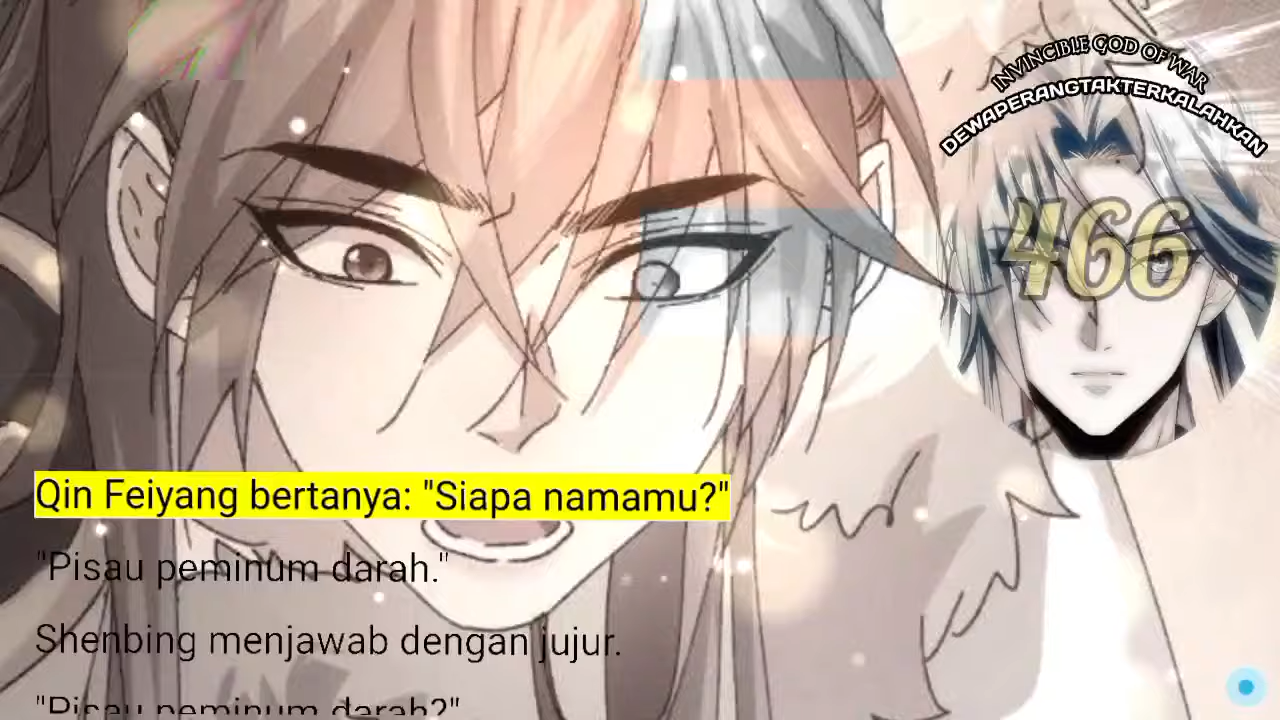 INVINCIBLE GOD OF WAR
DEWAPERANGTAKTERKALAHKAN
466
Qin Feiyang bertanya: "Siapa namamu?"
"Pisau peminum darah."
Shenbing menjawab dengan jujur.
"Pisau peminum darah?"